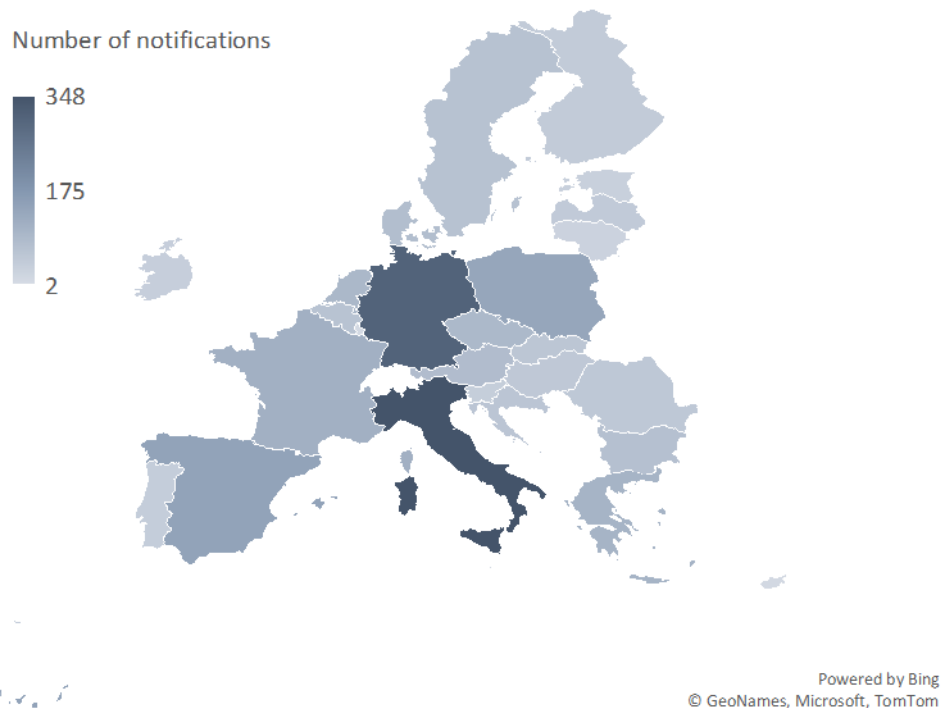 Number of notifications
348
175
2
Powered by Bing
© GeoNames, Microsoft, TomTom